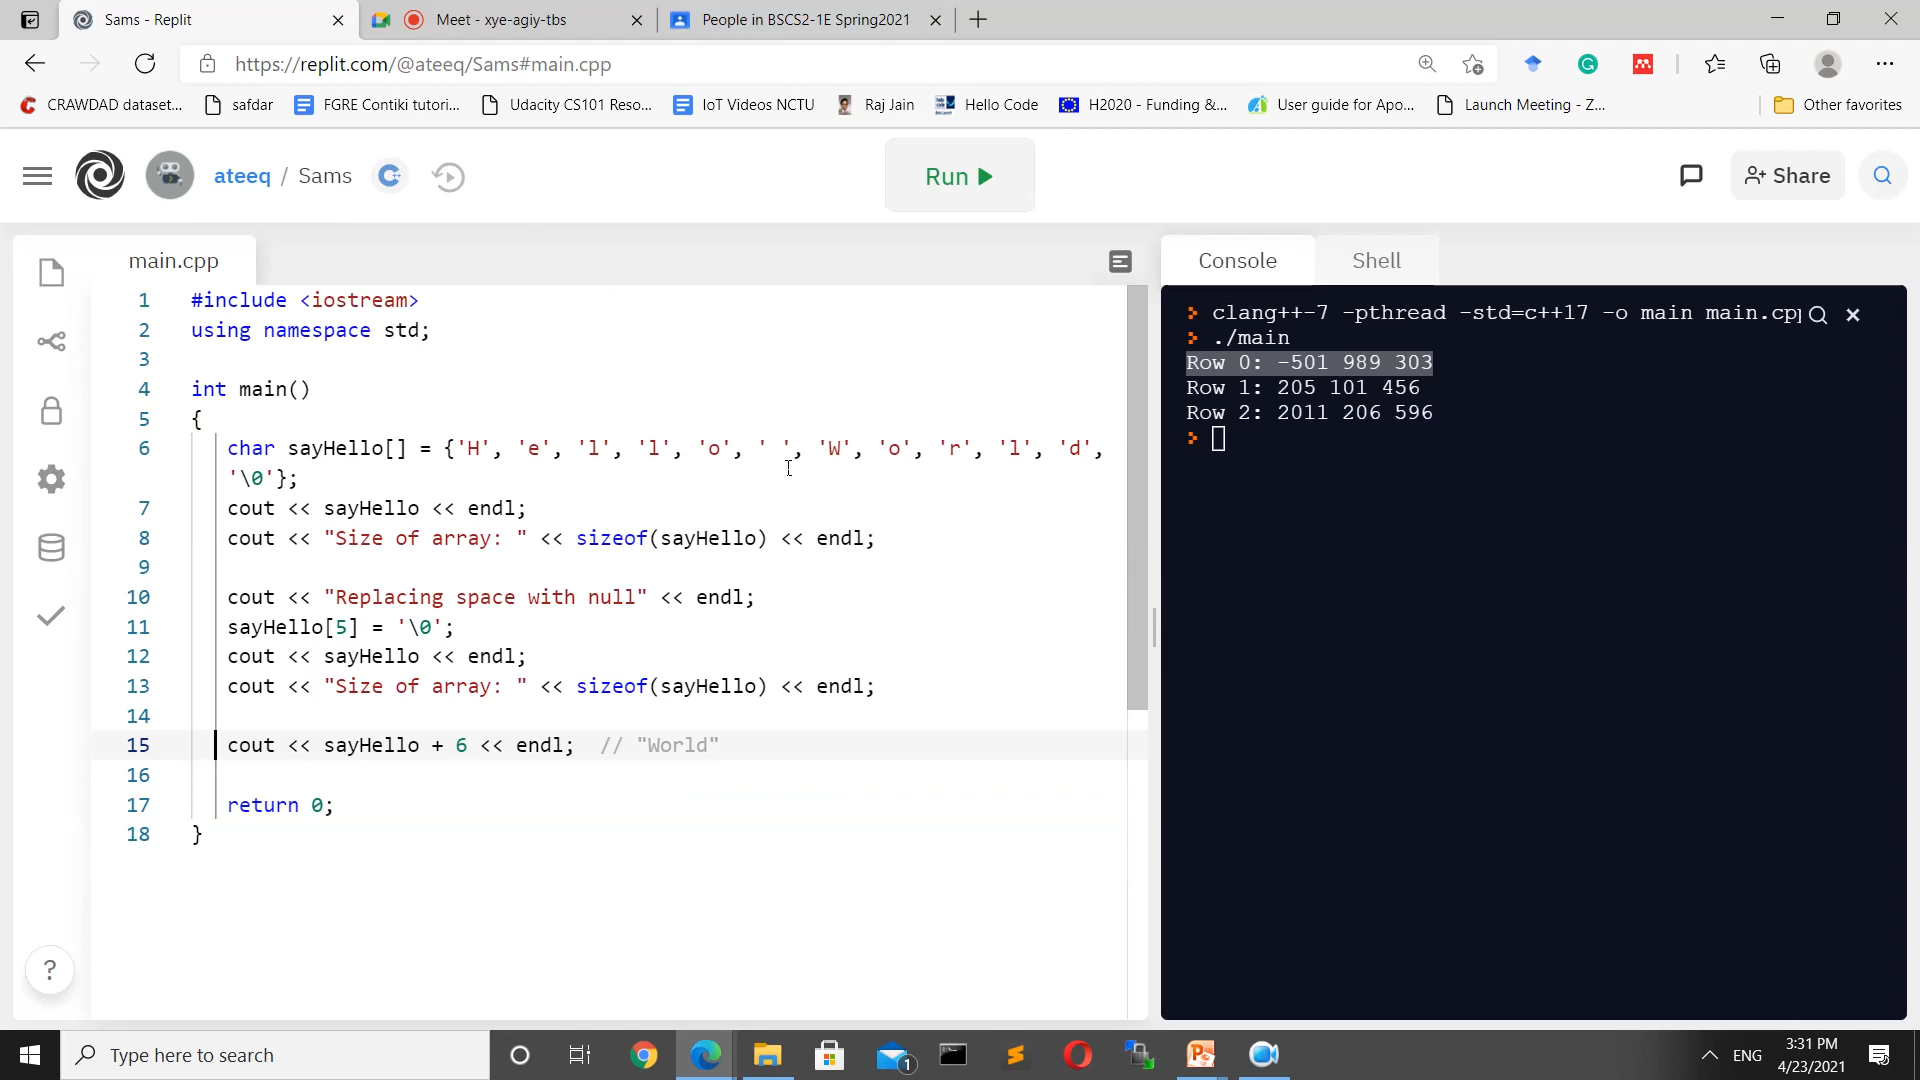 Sams - Replit
Meet - xye-agiy-tbs
People in BSCS2-1E Spring2021
https://replit.com/@ateeq/Sams#main.cpp
CRAWDAD dataset...
safdar
FGRE Contiki tutori...
Udacity CS101 Reso...
IoT Videos NCTU
Raj Jain
Hello Code
H2020 - Funding &...
User guide for Apo...
Launch Meeting - Z...
Other favorites
ateeq / Sams
Run
Share
main.cpp
1 #include <iostream>
2 using namespace std;
3
4 int main()
5 {
6 char sayHello[] = {'H', 'e', 'l', 'l', 'o', ' ', 'W', 'o', 'r', 'l', 'd',
'\0'};
7 cout << sayHello << endl;
8 cout << "Size of array: " << sizeof(sayHello) << endl;
9
10 cout << "Replacing space with null" << endl;
11 sayHello[5] = '\0';
12 cout << sayHello << endl;
13 cout << "Size of array: " << sizeof(sayHello) << endl;
14
15 cout << sayHello + 6 << endl; // "World"
16
17 return 0;
18 }
?
Console
Shell
clang++-7 -pthread -std=c++17 -o main main.cp
./main
Row 0: -501 989 303
Row 1: 205 101 456
Row 2: 2011 206 596
Type here to search
1
ENG
3:31 PM
4/23/2021